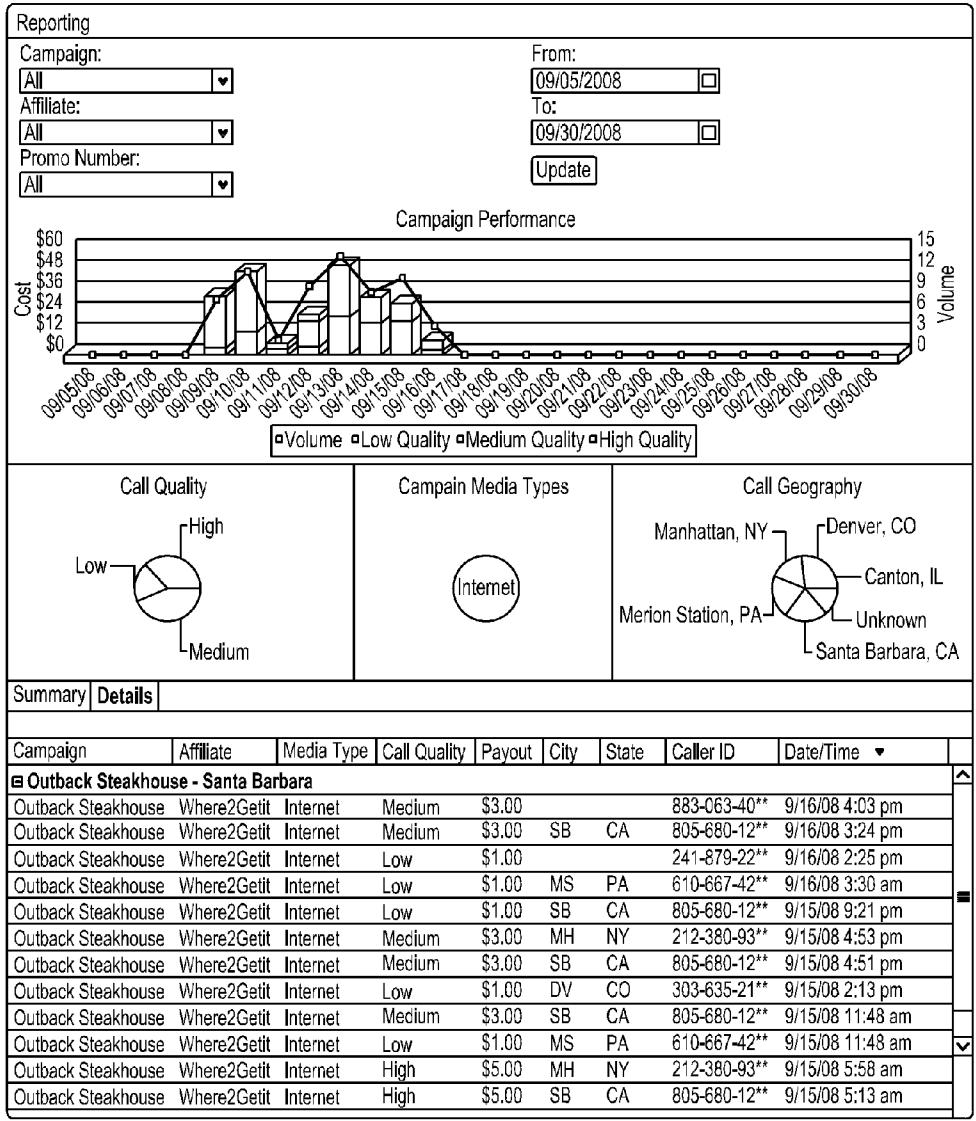 Reporting
Campaign:
All
Affiliate:
All
Promo Number:
All
From:
09/05/2008
To:
09/30/2008
Update
Campaign Performance
Cost
$60
$48
$36
$24
$12
$0
15
12
9
6
3
0
Volume
09/05/08 09/06/08 09/07/08 09/08/08 09/09/08 09/10/08 09/11/08 09/12/08 09/13/08 09/14/08 09/15/08 09/16/08 09/17/08 09/18/08 09/19/08 09/20/08 09/21/08 09/22/08 09/23/08 09/24/08 09/25/08 09/26/08 09/27/08 09/28/08 09/29/08 09/30/08
Volume Low Quality Medium Quality High Quality
Call Quality
High
Low
Medium
Campain Media Types
Internet
Call Geography
Manhattan, NY
Denver, CO
Canton, IL
Merion Station, PA
Unknown
Santa Barbara, CA
Summary Details
Campaign Affiliate Media Type Call Quality Payout City State Caller ID Date/Time
Outback Steakhouse - Santa Barbara
Outback Steakhouse Where2Getit Internet Medium $3.00 883-063-40** 9/16/08 4:03 pm
Outback Steakhouse Where2Getit Internet Medium $3.00 SB CA 805-680-12** 9/16/08 3:24 pm
Outback Steakhouse Where2Getit Internet Low $1.00 241-879-22** 9/16/08 2:25 pm
Outback Steakhouse Where2Getit Internet Low $1.00 MS PA 610-667-42** 9/16/08 3:30 am
Outback Steakhouse Where2Getit Internet Low $1.00 SB CA 805-680-12** 9/15/08 9:21 pm
Outback Steakhouse Where2Getit Internet Medium $3.00 MH NY 212-380-93** 9/15/08 4:53 pm
Outback Steakhouse Where2Getit Internet Medium $3.00 SB CA 805-680-12** 9/15/08 4:51 pm
Outback Steakhouse Where2Getit Internet Low $1.00 DV CO 303-635-21** 9/15/08 2:13 pm
Outback Steakhouse Where2Getit Internet Medium $3.00 SB CA 805-680-12** 9/15/08 11:48 am
Outback Steakhouse Where2Getit Internet Low $1.00 MS PA 610-667-42** 9/15/08 11:48 am
Outback Steakhouse Where2Getit Internet High $5.00 MH NY 212-380-93** 9/15/08 5:58 am
Outback Steakhouse Where2Getit Internet High $5.00 SB CA 805-680-12** 9/15/08 5:13 am